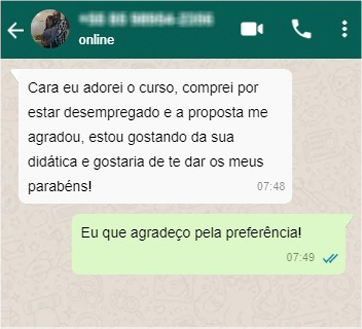 online
Cara eu adorei o curso, comprei por
estar desempregado e a proposta me
agradou, estou gostando da sua
didática e gostaria de te dar os meus
parabéns!
07:48
Eu que agradeço pela preferência!
07:49